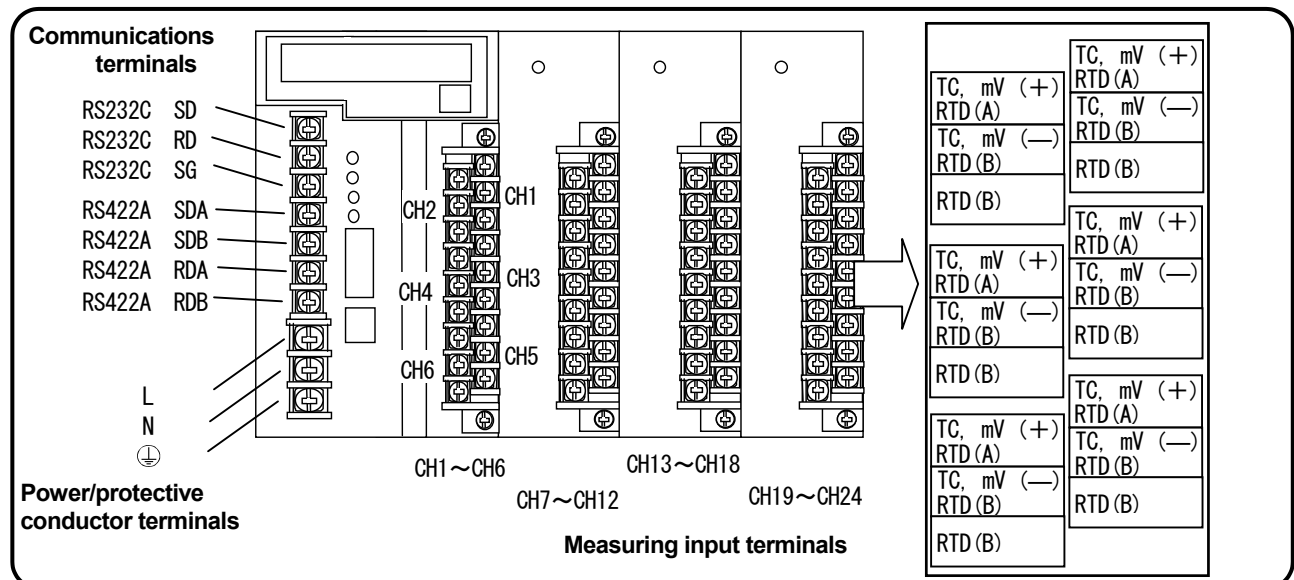 Communications
terminals
RS232C SD
RS232C RD
RS232C SG
RS422A SDA
RS422A SDB
RS422A RDA
RS422A RDB
L
N
Power/protective
conductor terminals
CH2
CH4
CH6
CH1
CH3
CH5
CH1～CH6
CH7～CH12
CH13～CH18
CH19～CH24
Measuring input terminals
TC, mV (+)
RTD(A)
TC, mV (—)
RTD(B)
RTD(B)
TC, mV (+)
RTD(A)
TC, mV (—)
RTD(B)
RTD(B)
TC, mV (+)
RTD(A)
TC, mV (—)
RTD(B)
RTD(B)
TC, mV (+)
RTD(A)
TC, mV (—)
RTD(B)
RTD(B)
TC, mV (+)
RTD(A)
TC, mV (—)
RTD(B)
RTD(B)
TC, mV (+)
RTD(A)
TC, mV (—)
RTD(B)
RTD(B)